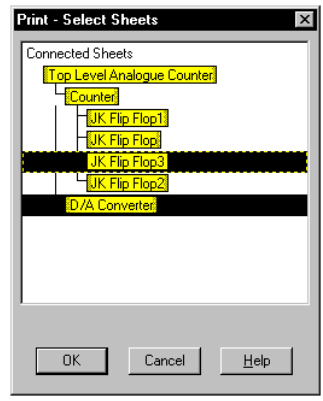 Print - Select Sheets
Connected Sheets
Top Level Analogue Counter
Counter
JK Flip Flop1
JK Flip Flop
JK Flip Flop3
JK Flip Flop2
D/A Converter
OK Cancel Help